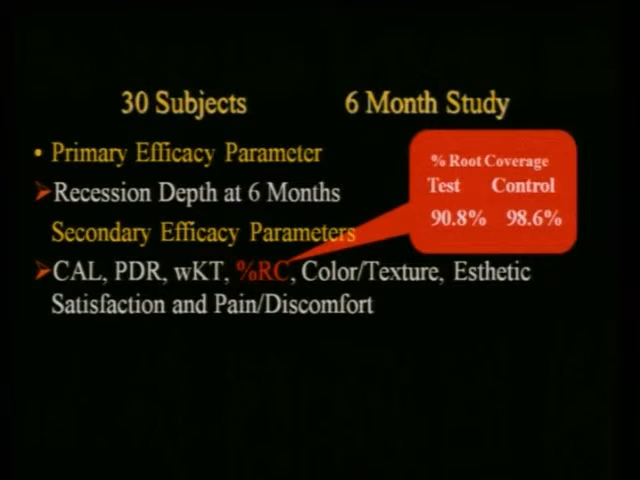 30 Subjects 6 Month Study
• Primary Efficacy Parameter
➢Recession Depth at 6 Months
Secondary Efficacy Parameters
➢CAL, PDR, wKT, %RC, Color/Texture, Esthetic
Satisfaction and Pain/Discomfort
% Root Coverage
Test Control
90.8% 98.6%